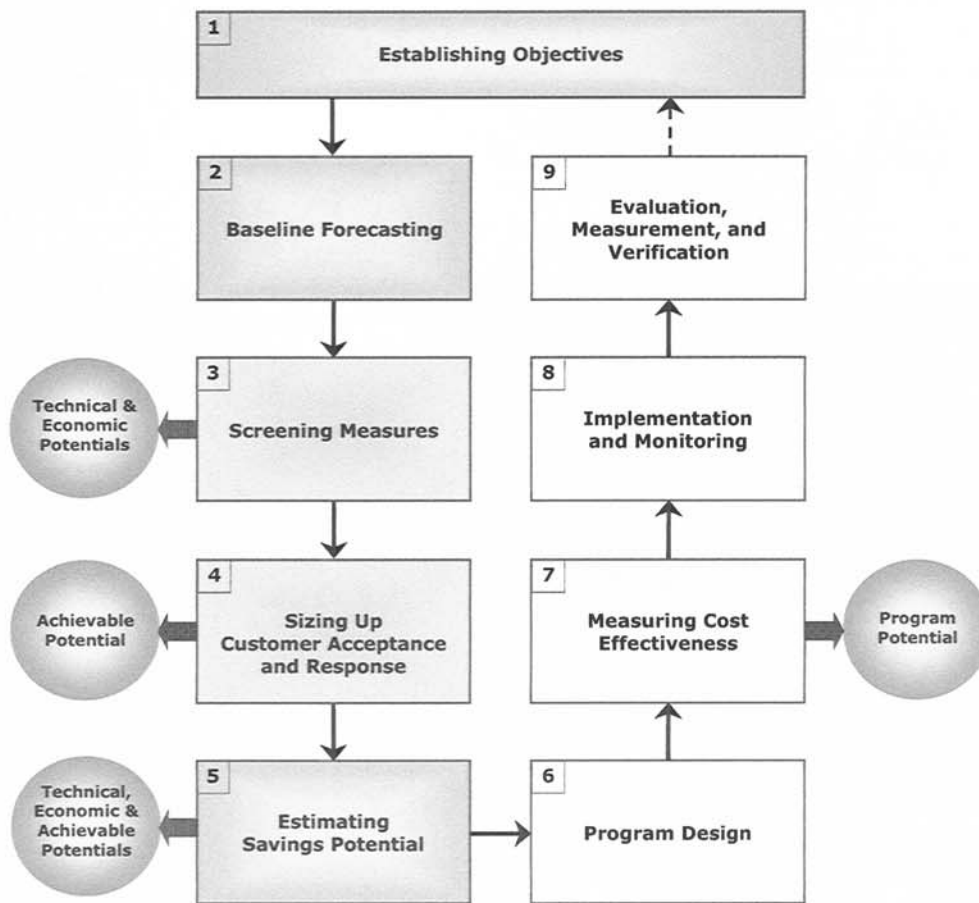 1
Establishing Objectives
2
Baseline Forecasting
3
Screening Measures
Technical &
Economic
Potentials
4
Sizing Up
Customer Acceptance
and Response
Achievable
Potential
5
Estimating
Savings Potential
Technical,
Economic &
Achievable
Potentials
6
Program Design
7
Measuring Cost
Effectiveness
Program
Potential
8
Implementation
and Monitoring
9
Evaluation,
Measurement, and
Verification